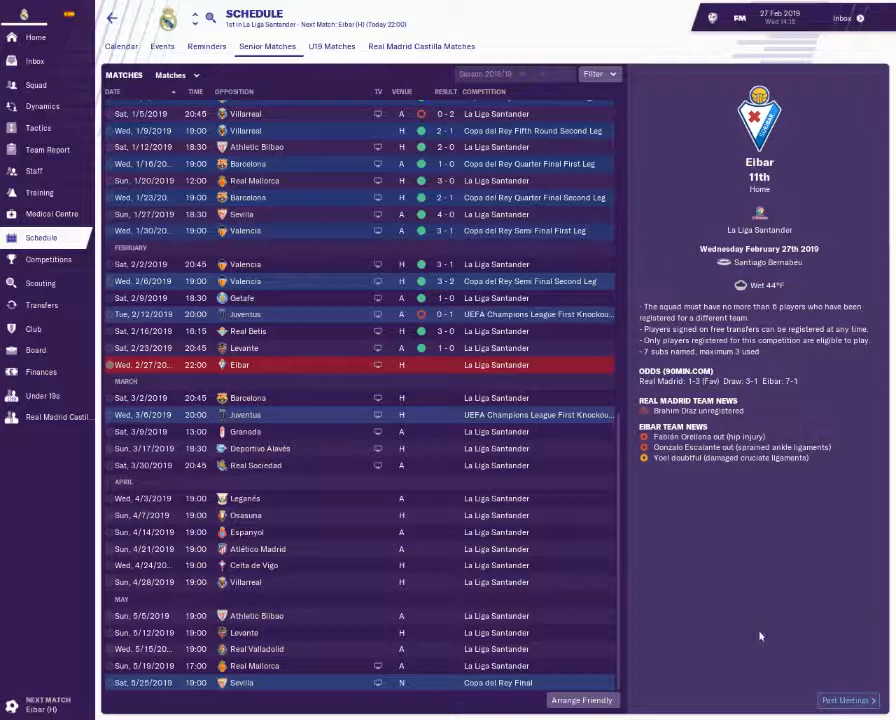 SCHEDULE
1st in La Liga Santander - Next Match: Eibar (H) (Today 22:00)
FM 27 Feb 2019
Wed 14:15
Inbox
Calendar Events Reminders Senior Matches U19 Matches Real Madrid Castilla Matches
Home
Inbox
Squad
Dynamics
Tactics
Team Report
Staff
Training
Medical Centre
Schedule
Competitions
Scouting
Transfers
Club
Board
Finances
Under 19s
Real Madrid Castil...
NEXT MATCH
Eibar (H)
MATCHES Matches Season 2018/19 Filter
DATE TIME OPPOSITION TV VENUE RESULT COMPETITION
Sat, 1/5/2019 20:45 Villarreal A 0 - 2 La Liga Santander
Wed, 1/9/2019 19:00 Villarreal H 2 - 1 Copa del Rey Fifth Round Second Leg
Sat, 1/12/2019 18:30 Athletic Bilbao H 2 - 0 La Liga Santander
Wed, 1/16/20... 19:00 Barcelona A 1 - 0 Copa del Rey Quarter Final First Leg
Sun, 1/20/2019 12:00 Real Mallorca H 3 - 0 La Liga Santander
Wed, 1/23/20... 19:00 Barcelona H 2 - 1 Copa del Rey Quarter Final Second Leg
Sun, 1/27/2019 18:30 Sevilla A 4 - 0 La Liga Santander
Wed, 1/30/20... 19:00 Valencia A 3 - 1 Copa del Rey Semi Final First Leg
FEBRUARY
Sat, 2/2/2019 20:45 Valencia H 3 - 1 La Liga Santander
Wed, 2/6/2019 19:00 Valencia H 3 - 2 Copa del Rey Semi Final Second Leg
Sat, 2/9/2019 18:30 Getafe A 1 - 0 La Liga Santander
Tue, 2/12/2019 20:00 Juventus A 0 - 1 UEFA Champions League First Knockou...
Sat, 2/16/2019 16:15 Real Betis H 3 - 0 La Liga Santander
Sat, 2/23/2019 20:45 Levante A 1 - 0 La Liga Santander
Wed, 2/27/20... 22:00 Eibar H La Liga Santander
MARCH
Sat, 3/2/2019 20:45 Barcelona H La Liga Santander
Wed, 3/6/2019 20:00 Juventus H UEFA Champions League First Knockou...
Sat, 3/9/2019 13:00 Granada A La Liga Santander
Sun, 3/17/2019 18:30 Deportivo Alavés H La Liga Santander
Sat, 3/30/2019 20:45 Real Sociedad A La Liga Santander
APRIL
Wed, 4/3/2019 19:00 Leganés A La Liga Santander
Sun, 4/7/2019 19:00 Osasuna H La Liga Santander
Sun, 4/14/2019 19:00 Espanyol A La Liga Santander
Sun, 4/21/2019 19:00 Atlético Madrid A La Liga Santander
Wed, 4/24/20... 19:00 Celta de Vigo H La Liga Santander
Sun, 4/28/2019 19:00 Villarreal H La Liga Santander
MAY
Sun, 5/5/2019 19:00 Athletic Bilbao A La Liga Santander
Sun, 5/12/2019 19:00 Levante H La Liga Santander
Wed, 5/15/20... 19:00 Real Valladolid A La Liga Santander
Sun, 5/19/2019 17:00 Real Mallorca A La Liga Santander
Sat, 5/25/2019 19:00 Sevilla N Copa del Rey Final
Arrange Friendly
Eibar
11th
Home
La Liga Santander
Wednesday February 27th 2019
Santiago Bernabéu
Wet 44°F
- The squad must have no more than 6 players who have been
registered for a different team.
- Players signed on free transfers can be registered at any time.
- Only players registered for this competition are eligible to play.
- 7 subs named, maximum 3 used
ODDS (90MIN.COM)
Real Madrid: 1-3 (Fav) Draw: 3-1 Eibar: 7-1
REAL MADRID TEAM NEWS
Brahim Díaz unregistered
EIBAR TEAM NEWS
Fabián Orellana out (hip injury)
Gonzalo Escalante out (sprained ankle ligaments)
Yoel doubtful (damaged cruciate ligaments)
Past Meetings >